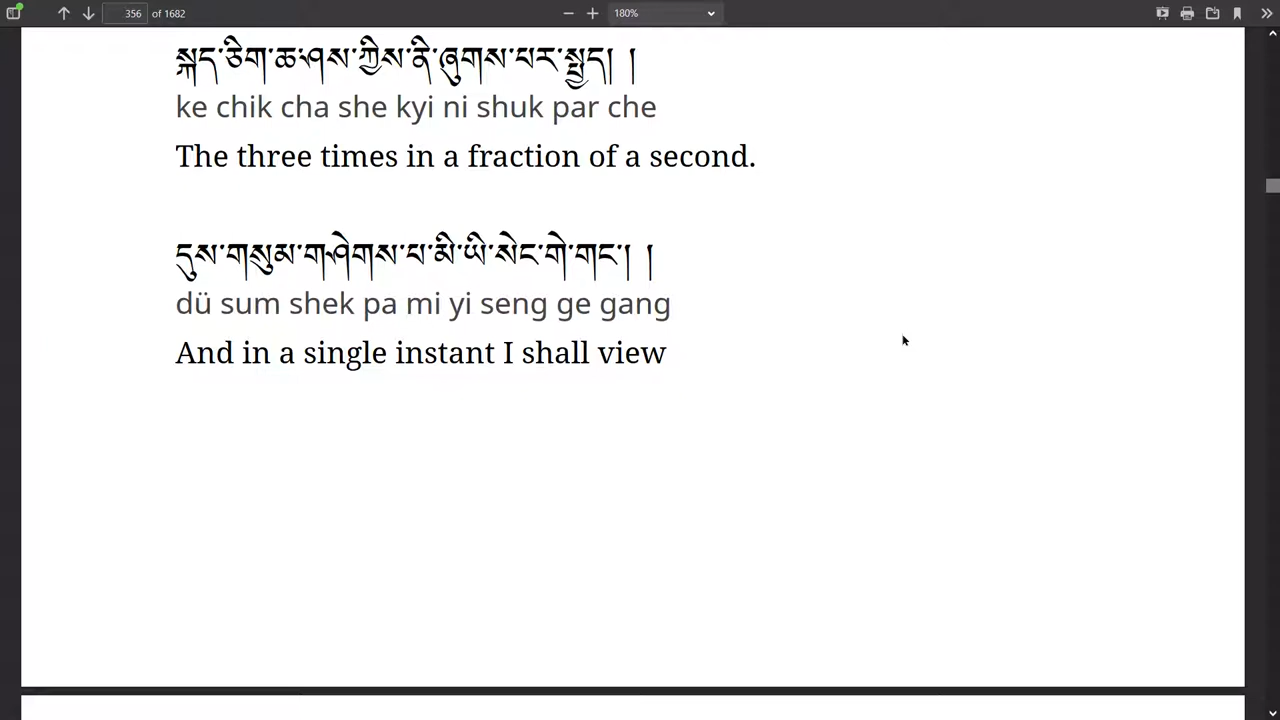 356 of 1682
180%
སྐད་ཅིག་ཆ་ཤས་ཀྱིས་ནི་ཞུགས་པར་སྤྱད། །
ke chik cha she kyi ni shuk par che
The three times in a fraction of a second.
དུས་གསུམ་གཤེགས་པ་མི་ཡི་སེང་གེ་གང་། །
dü sum shek pa mi yi seng ge gang
And in a single instant I shall view